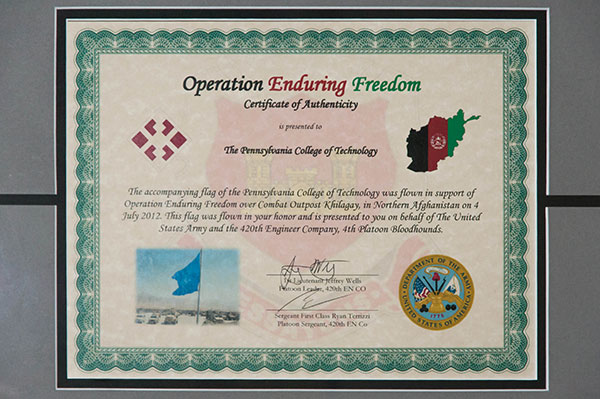 Operation Enduring Freedom
Certificate of Authenticity
is presented to
The Pennsylvania College of Technology
The accompanying flag of the Pennsylvania College of Technology was flown in support of
Operation Enduring Freedom over Combat Outpost Khilagay, in Northern Afghanistan on 4
July 2012. This flag was flown in your honor and is presented to you on behalf of The United
States Army and the 420th Engineer Company, 4th Platoon Bloodhounds.
1st Lieutenant Jeffrey Wells
Platoon Leader, 420th EN CO
Sergeant First Class Ryan Terrizzi
Platoon Sergeant, 420th EN Co
DEPARTMENT OF THE ARMY
UNITED STATES OF AMERICA
1775